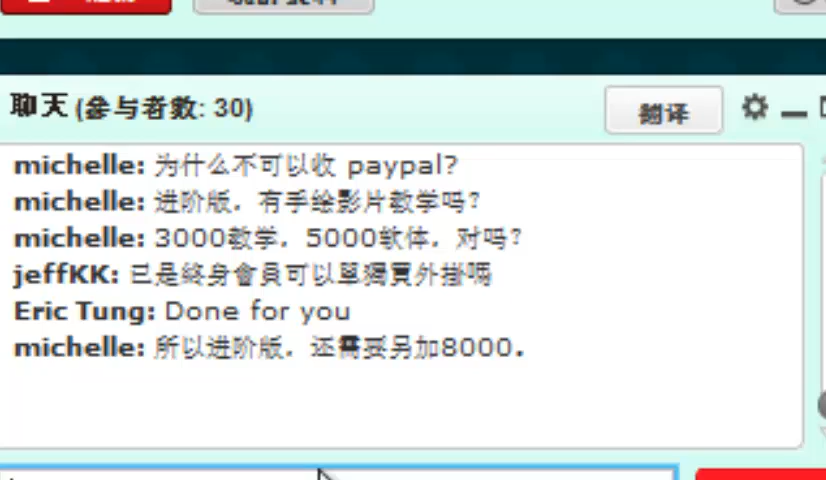 聊天 (參与者數: 30)
翻译
michelle: 为什么不可以收 paypal?
michelle: 进阶版，有手绘影片教学吗?
michelle: 3000教学，5000软体，对吗?
jeffKK: 已是終身會員可以單獨買外掛嗎
Eric Tung: Done for you
michelle: 所以进阶版，还需要另加8000.